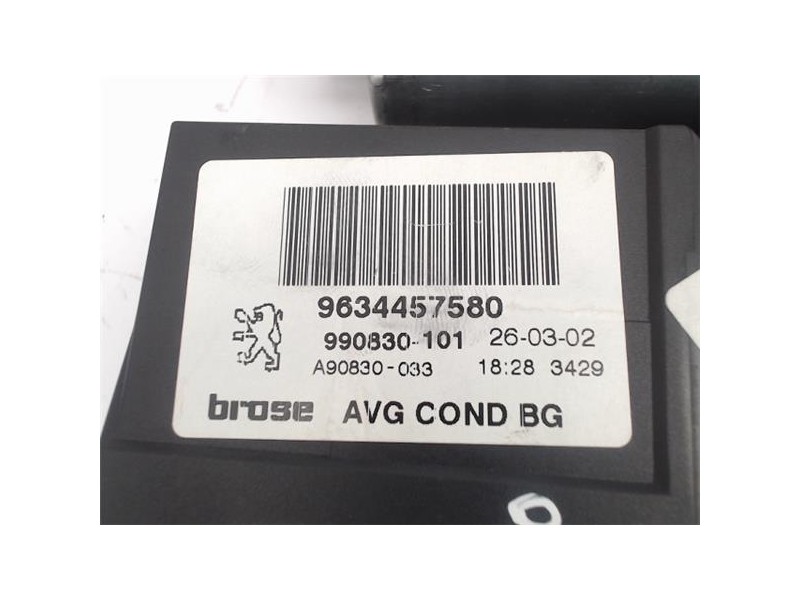 9634457580
990830-101 26-03-02
A90830-033 18:28 3429
brose AVG COND BG